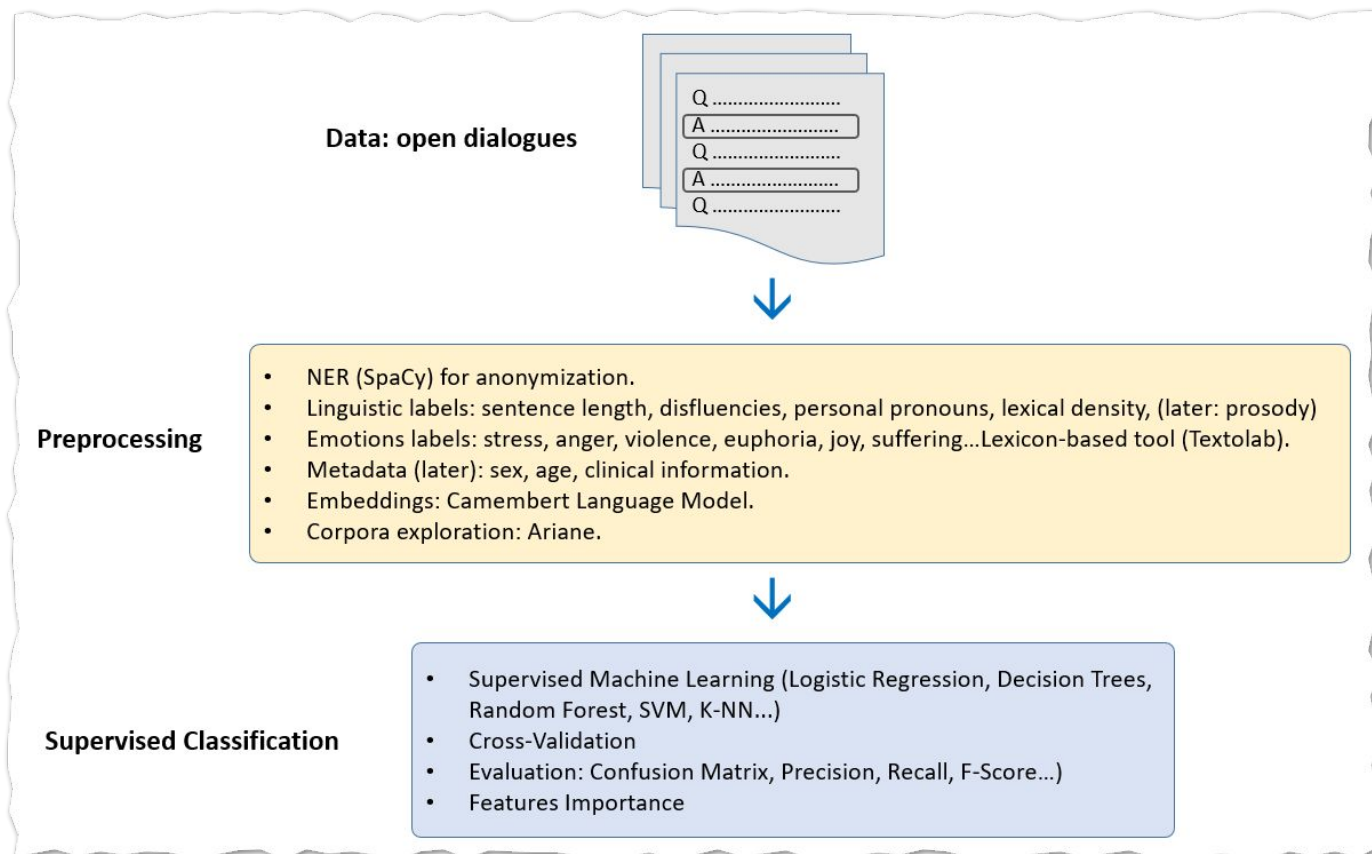 Data: open dialogues
Q ..........................
A ..........................
Q ..........................
A ..........................
Q ..........................
Preprocessing
• NER (SpaCy) for anonymization.
• Linguistic labels: sentence length, disfluencies, personal pronouns, lexical density, (later: prosody)
• Emotions labels: stress, anger, violence, euphoria, joy, suffering...Lexicon-based tool (Textolab).
• Metadata (later): sex, age, clinical information.
• Embeddings: Camembert Language Model.
• Corpora exploration: Ariane.
Supervised Classification
• Supervised Machine Learning (Logistic Regression, Decision Trees,
Random Forest, SVM, K-NN...)
• Cross-Validation
• Evaluation: Confusion Matrix, Precision, Recall, F-Score...)
• Features Importance